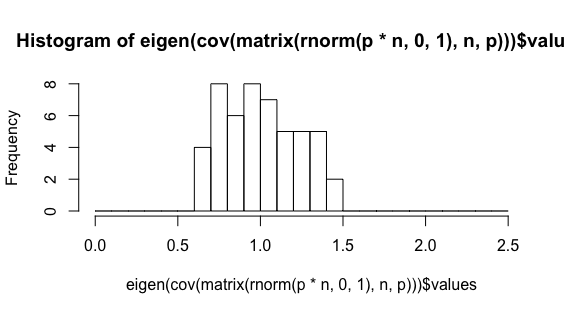 Histogram of eigen(cov(matrix(rnorm(p * n, 0, 1), n, p)))$valu
Frequency
8
6
4
2
0
0.0 0.5 1.0 1.5 2.0 2.5
eigen(cov(matrix(rnorm(p * n, 0, 1), n, p)))$values